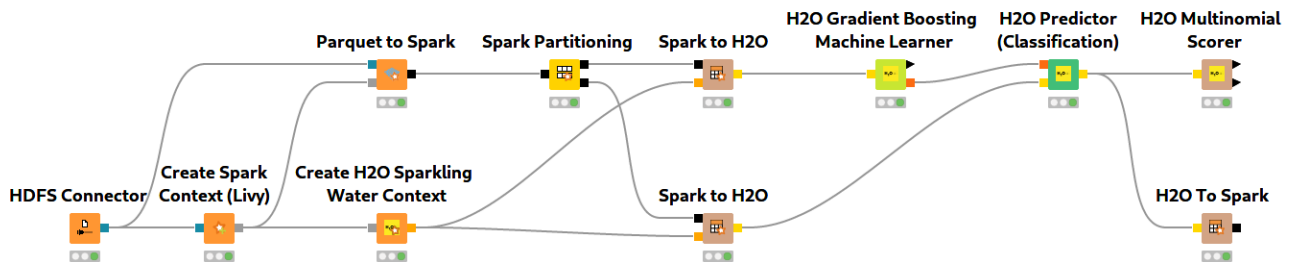 H2O Gradient Boosting
Machine Learner
H2O Predictor
(Classification)
H2O Multinomial
Scorer
Parquet to Spark
Spark Partitioning
Spark to H2O
HDFS Connector
Create Spark
Context (Livy)
Create H2O Sparkling
Water Context
Spark to H2O
H2O To Spark